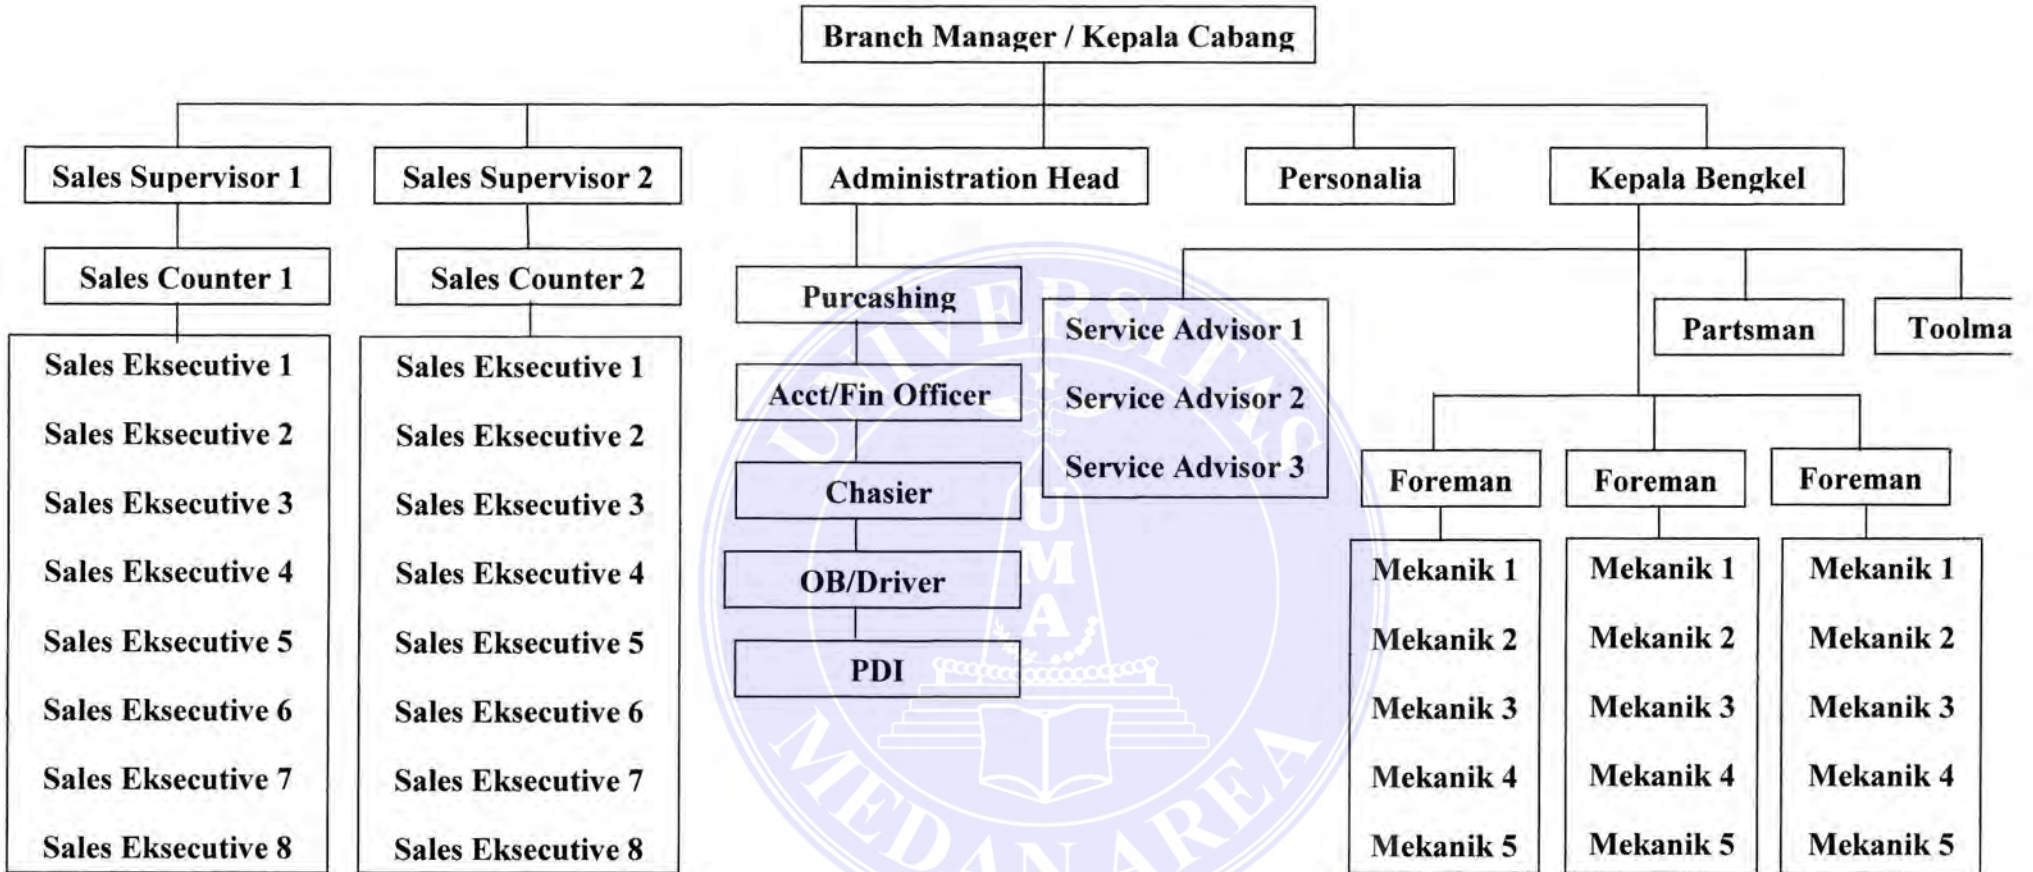 Branch Manager / Kepala Cabang
Sales Supervisor 1
Sales Supervisor 2
Administration Head
Personalia
Kepala Bengkel
Sales Counter 1
Sales Counter 2
Purcashing
Acct/Fin Officer
Chasier
OB/Driver
PDI
Service Advisor 1
Service Advisor 2
Service Advisor 3
Partsman
Toolma
Foreman
Foreman
Foreman
Sales Eksecutive 1
Sales Eksecutive 2
Sales Eksecutive 3
Sales Eksecutive 4
Sales Eksecutive 5
Sales Eksecutive 6
Sales Eksecutive 7
Sales Eksecutive 8
Sales Eksecutive 1
Sales Eksecutive 2
Sales Eksecutive 3
Sales Eksecutive 4
Sales Eksecutive 5
Sales Eksecutive 6
Sales Eksecutive 7
Sales Eksecutive 8
Mekanik 1
Mekanik 2
Mekanik 3
Mekanik 4
Mekanik 5
Mekanik 1
Mekanik 2
Mekanik 3
Mekanik 4
Mekanik 5
Mekanik 1
Mekanik 2
Mekanik 3
Mekanik 4
Mekanik 5
UNIVERSITAS
MEDAN AREA
UMA